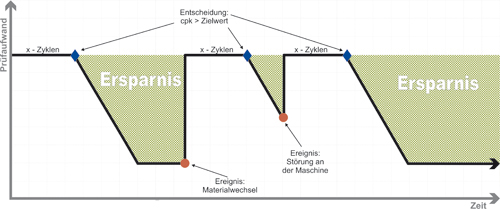 Entscheidung:
cpk > Zielwert
x - Zyklen
x - Zyklen
x - Zyklen
Ersparnis
Ersparnis
Prüfaufwand
Ereignis:
Störung an
der Maschine
Ereignis:
Materialwechsel
Zeit